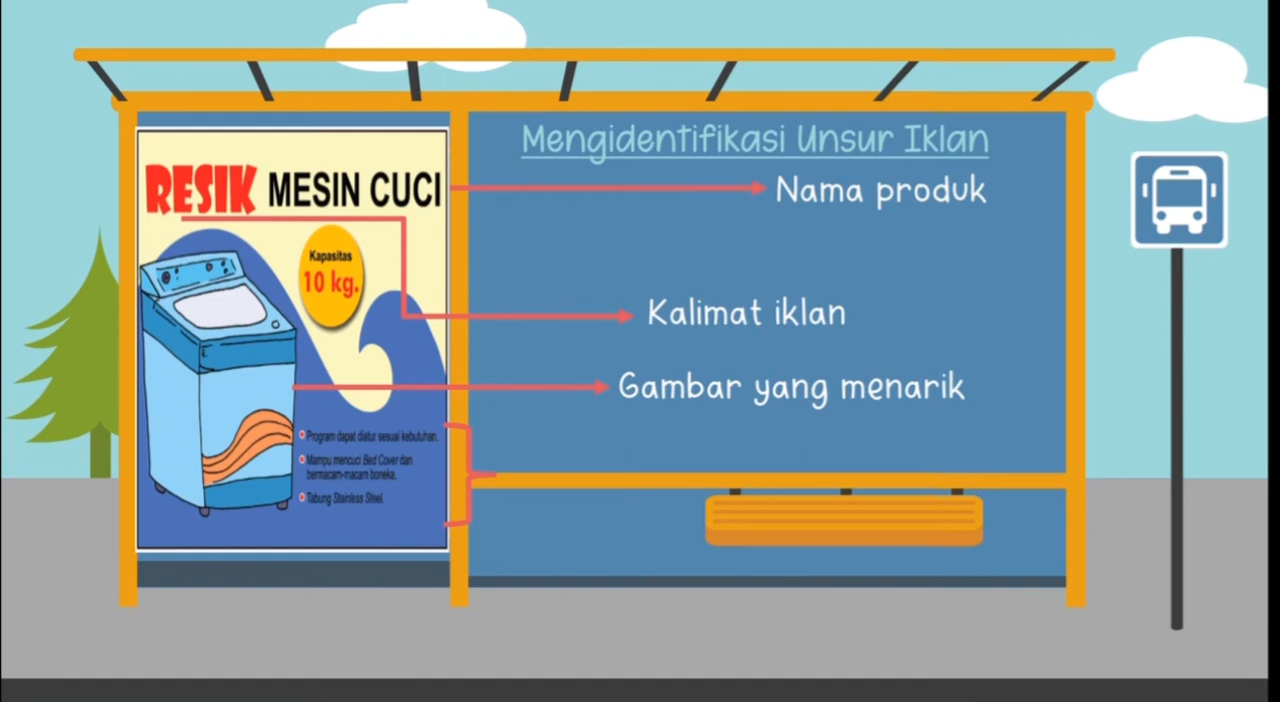 Mengidentifikasi Unsur Iklan
RESIK MESIN CUCI
Nama produk
Kapasitas
10 kg.
Kalimat iklan
Gambar yang menarik
Program dapat diatur sesuai kebutuhan.
Mampu mencuci Bed Cover dan
bermacam-macam boneka.
Tabung Stainless Steel.